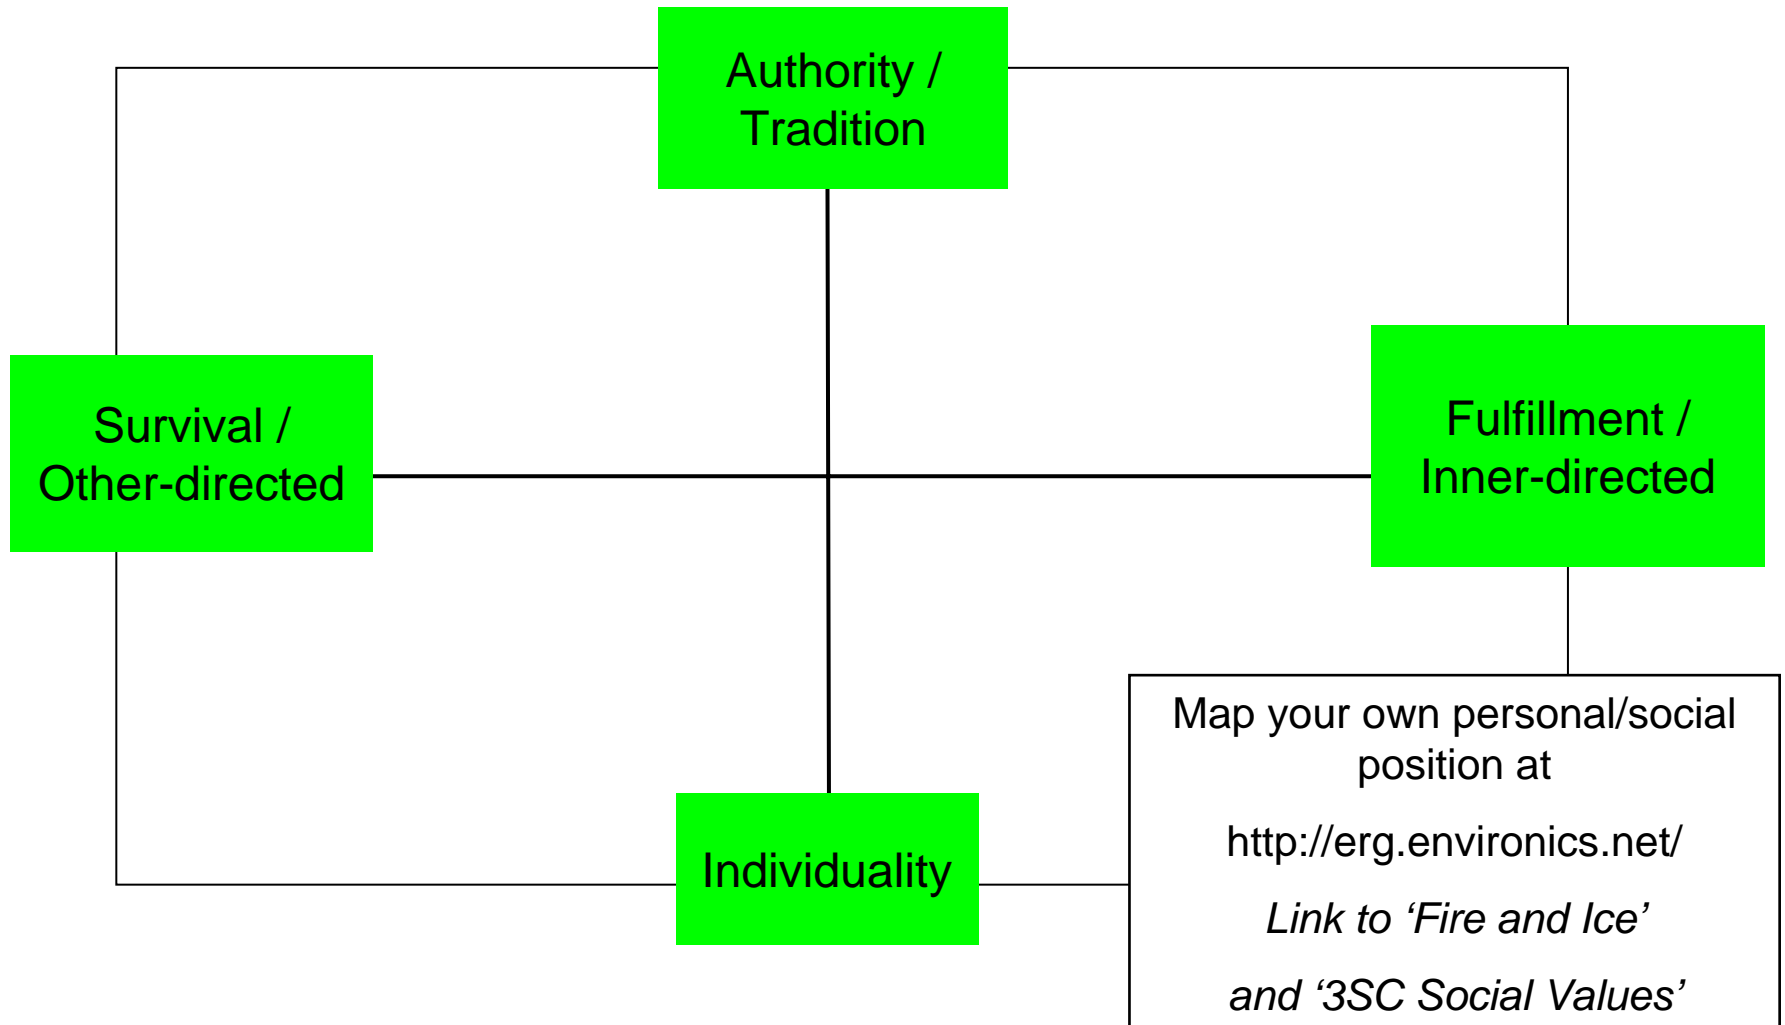 Authority /
Tradition
Survival /
Other-directed
Fulfillment /
Inner-directed
Individuality
Map your own personal/social
position at
http://erg.environics.net/
Link to ‘Fire and Ice’
and ‘3SC Social Values’